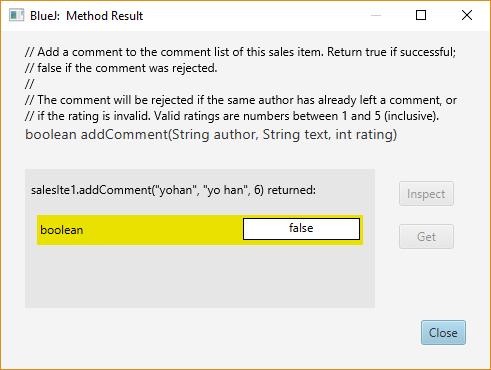 BlueJ:  Method Result
// Add a comment to the comment list of this sales item. Return true if successful;
// false if the comment was rejected.
//
// The comment will be rejected if the same author has already left a comment, or
// if the rating is invalid. Valid ratings are numbers between 1 and 5 (inclusive).
boolean addComment(String author, String text, int rating)
salesIte1.addComment("yohan", "yo han", 6) returned:
Inspect
boolean false
Get
Close